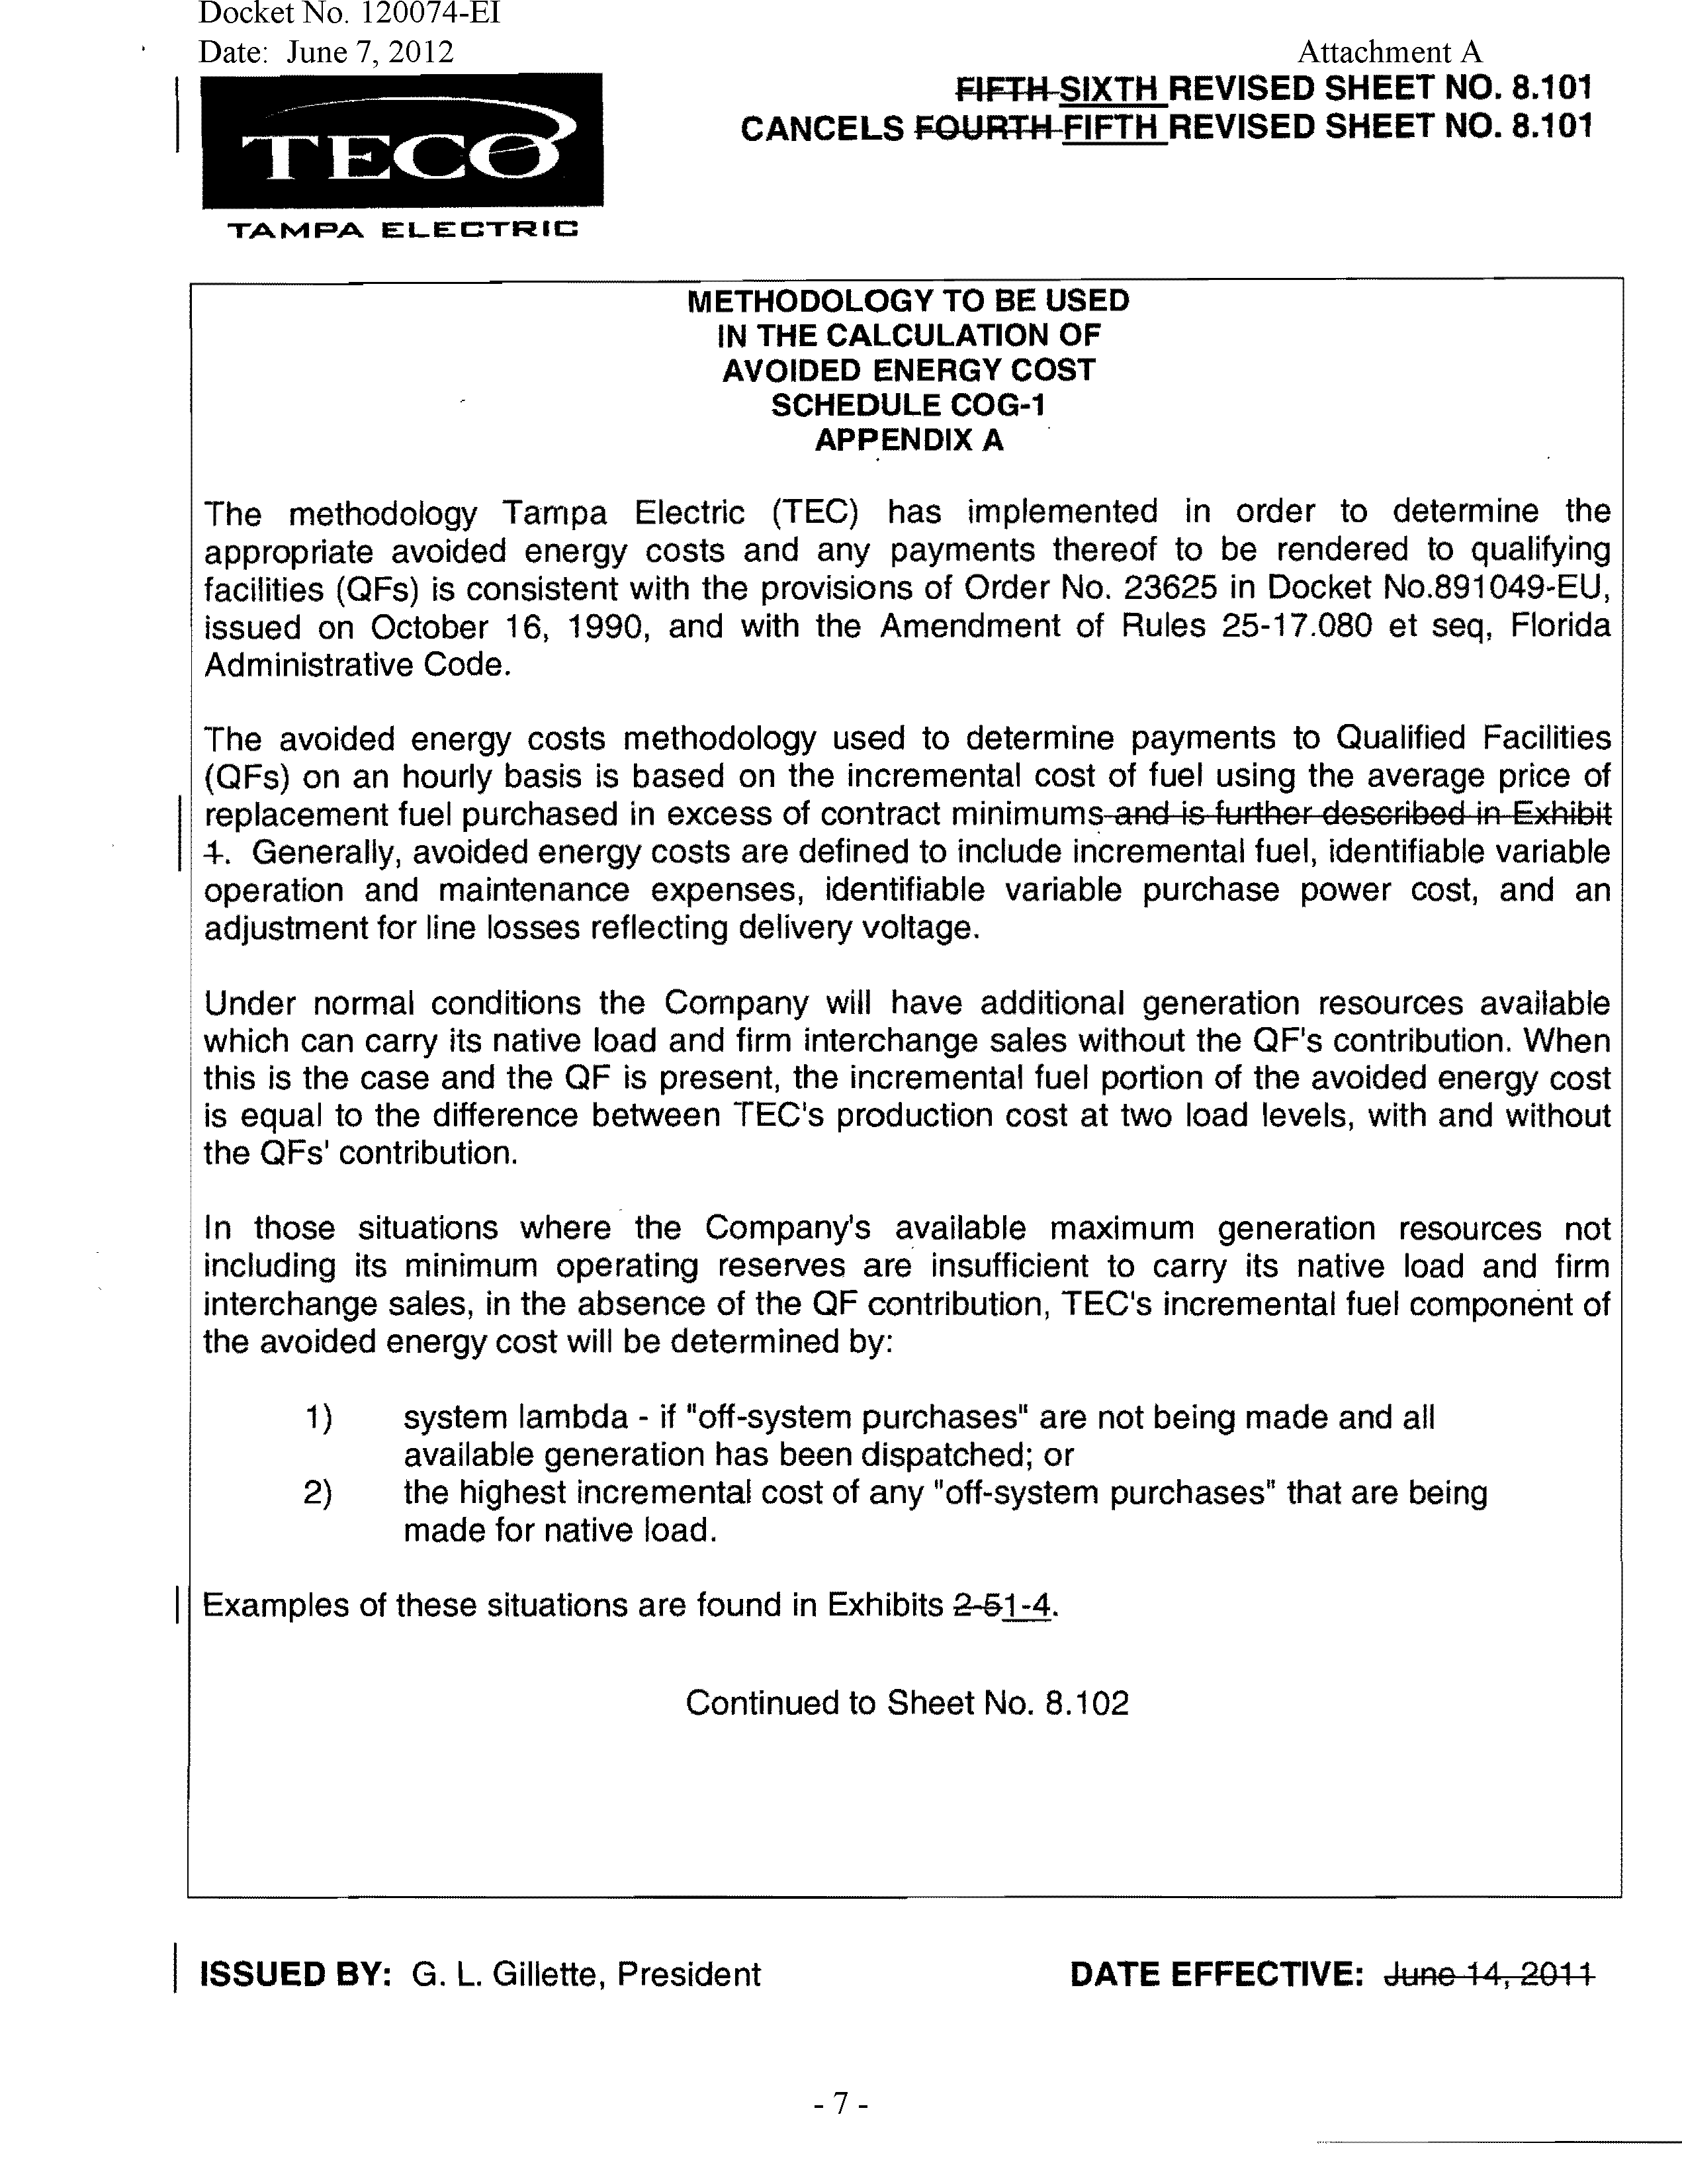 Docket No. 120074-EI
Date: June 7, 2012
Attachment A
FIFTH SIXTH REVISED SHEET NO. 8.101
CANCELS FOURTH FIFTH REVISED SHEET NO. 8.101
TECO
TAMPA ELECTRIC
METHODOLOGY TO BE USED
IN THE CALCULATION OF
AVOIDED ENERGY COST
SCHEDULE COG-1
APPENDIX A
The methodology Tampa Electric (TEC) has implemented in order to determine the
appropriate avoided energy costs and any payments thereof to be rendered to qualifying
facilities (QFs) is consistent with the provisions of Order No. 23625 in Docket No.891049-EU,
issued on October 16, 1990, and with the Amendment of Rules 25-17.080 et seq, Florida
Administrative Code.
The avoided energy costs methodology used to determine payments to Qualified Facilities
(QFs) on an hourly basis is based on the incremental cost of fuel using the average price of
replacement fuel purchased in excess of contract minimums and is further described in Exhibit
1. Generally, avoided energy costs are defined to include incremental fuel, identifiable variable
operation and maintenance expenses, identifiable variable purchase power cost, and an
adjustment for line losses reflecting delivery voltage.
Under normal conditions the Company will have additional generation resources available
which can carry its native load and firm interchange sales without the QF's contribution. When
this is the case and the QF is present, the incremental fuel portion of the avoided energy cost
is equal to the difference between TEC's production cost at two load levels, with and without
the QFs' contribution.
In those situations where the Company's available maximum generation resources not
including its minimum operating reserves are insufficient to carry its native load and firm
interchange sales, in the absence of the QF contribution, TEC's incremental fuel component of
the avoided energy cost will be determined by:
1) system lambda - if "off-system purchases" are not being made and all
available generation has been dispatched; or
2) the highest incremental cost of any "off-system purchases" that are being
made for native load.
Examples of these situations are found in Exhibits 2-51-4.
Continued to Sheet No. 8.102
ISSUED BY: G. L. Gillette, President
DATE EFFECTIVE: June 14, 2011
- 7 -